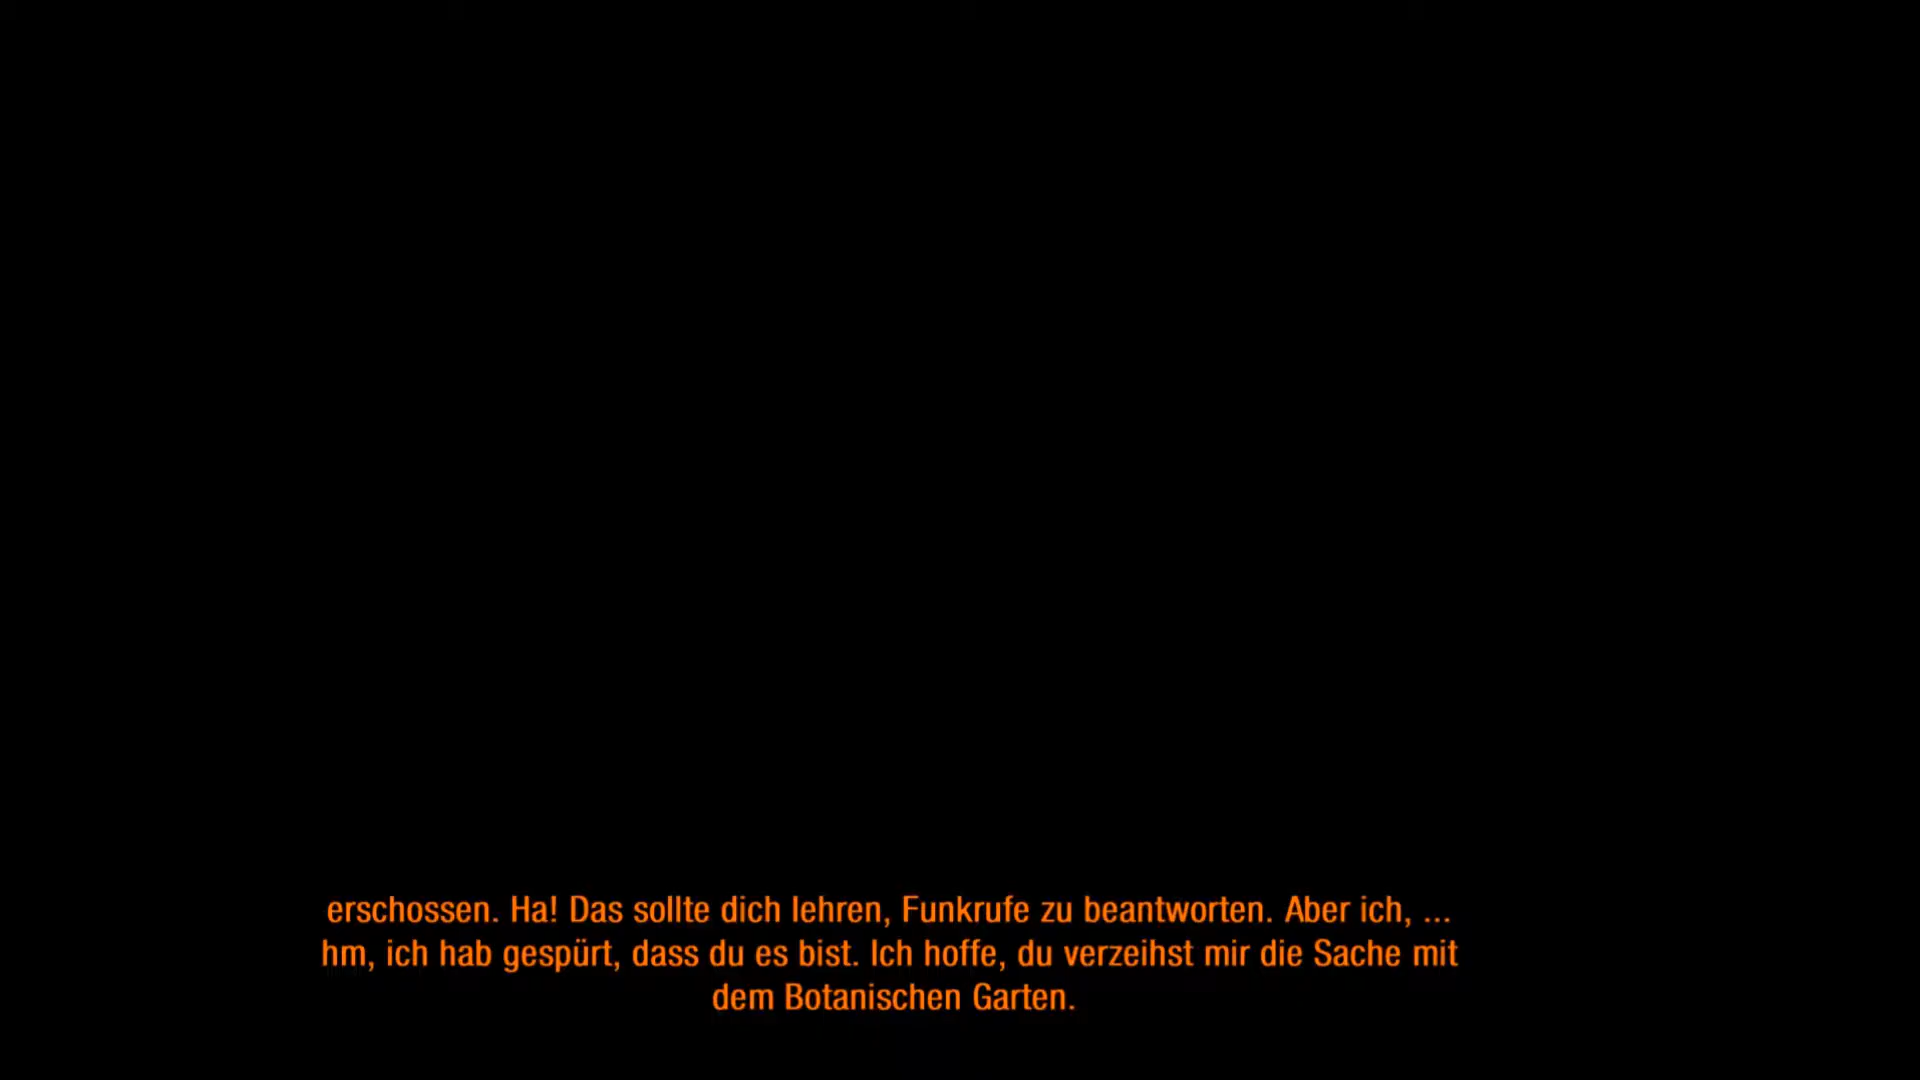 erschossen. Ha! Das sollte dich lehren, Funkrufe zu beantworten. Aber ich, ...
hm, ich hab gespürt, dass du es bist. Ich hoffe, du verzeihst mir die Sache mit
dem Botanischen Garten.